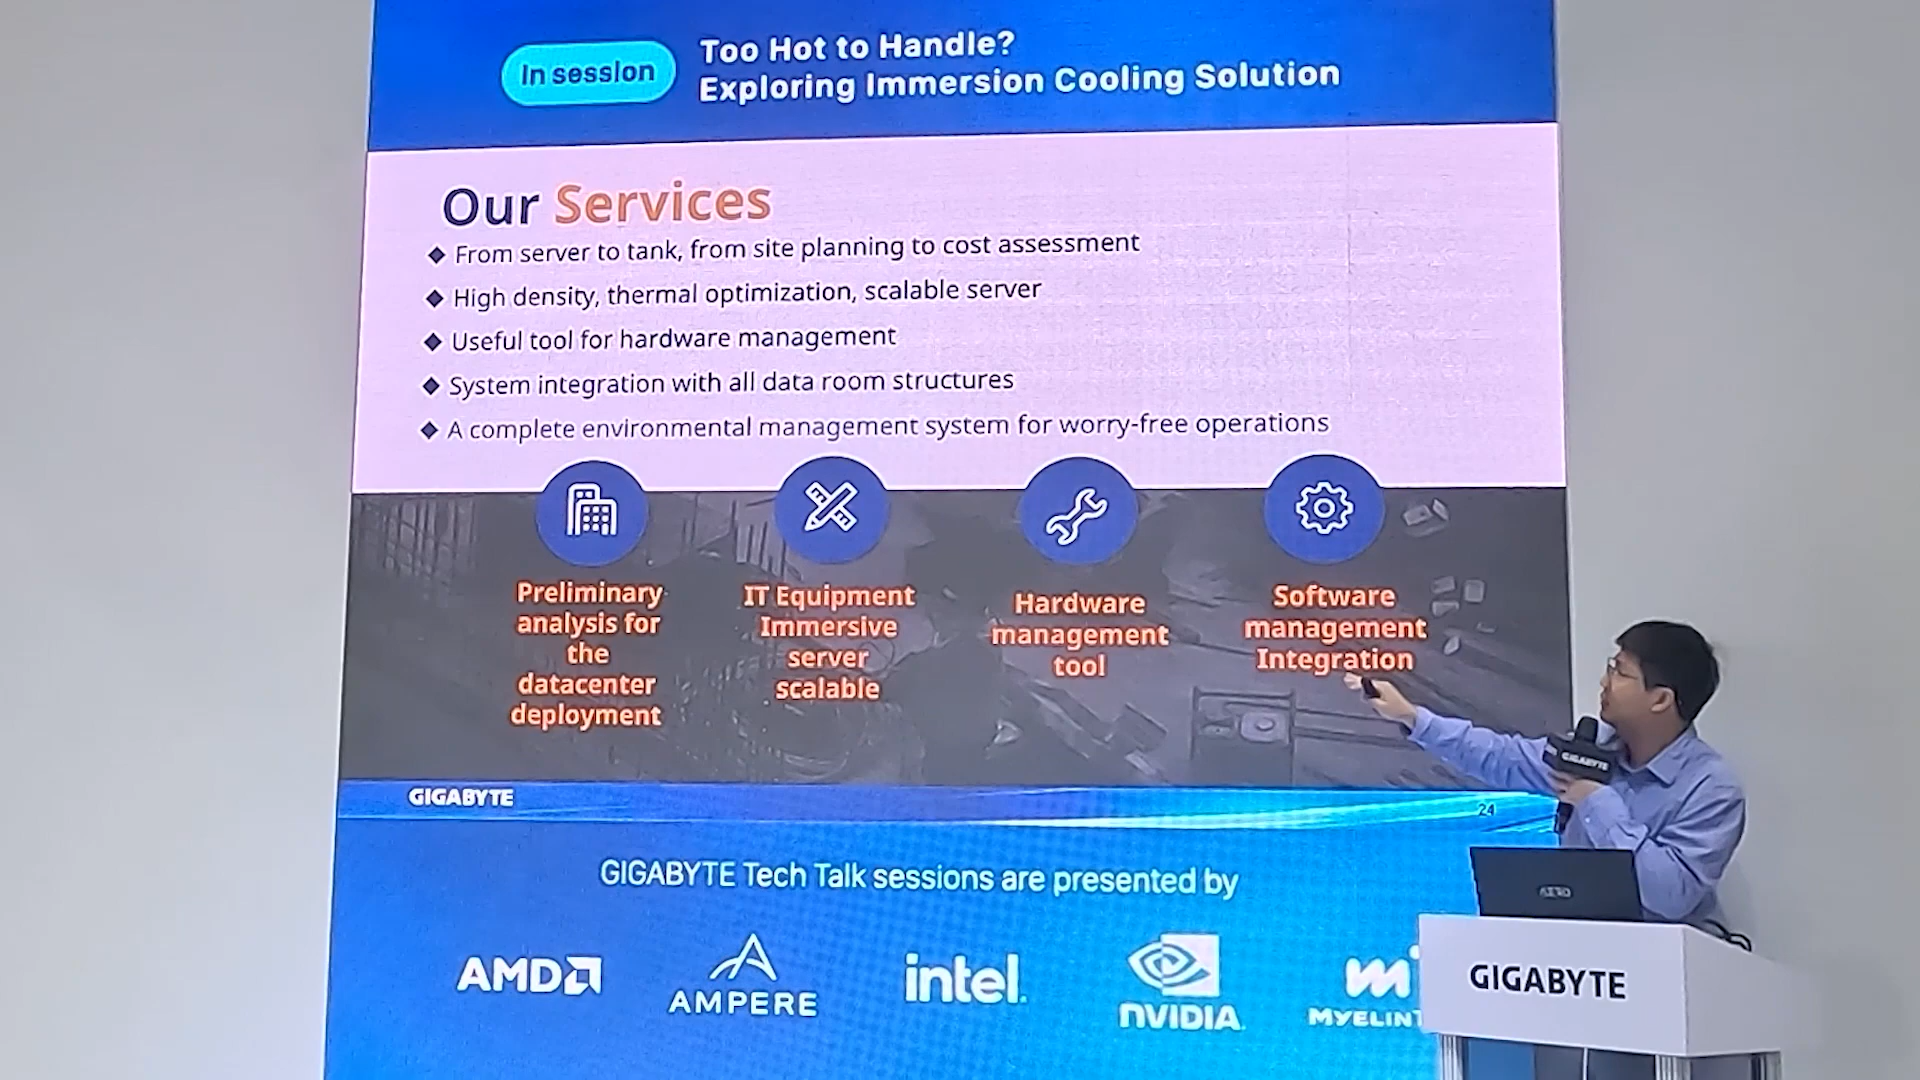 In session
Too Hot to Handle?
Exploring Immersion Cooling Solution
Our Services
From server to tank, from site planning to cost assessment
High density, thermal optimization, scalable server
Useful tool for hardware management
System integration with all data room structures
A complete environmental management system for worry-free operations
Preliminary
analysis for
the
datacenter
deployment
IT Equipment
Immersive
server
scalable
Hardware
management
tool
Software
management
Integration
GIGABYTE
24
GIGABYTE
GIGABYTE Tech Talk sessions are presented by
AERO
AMD
AMPERE
intel.
NVIDIA.
MYELINT
GIGABYTE